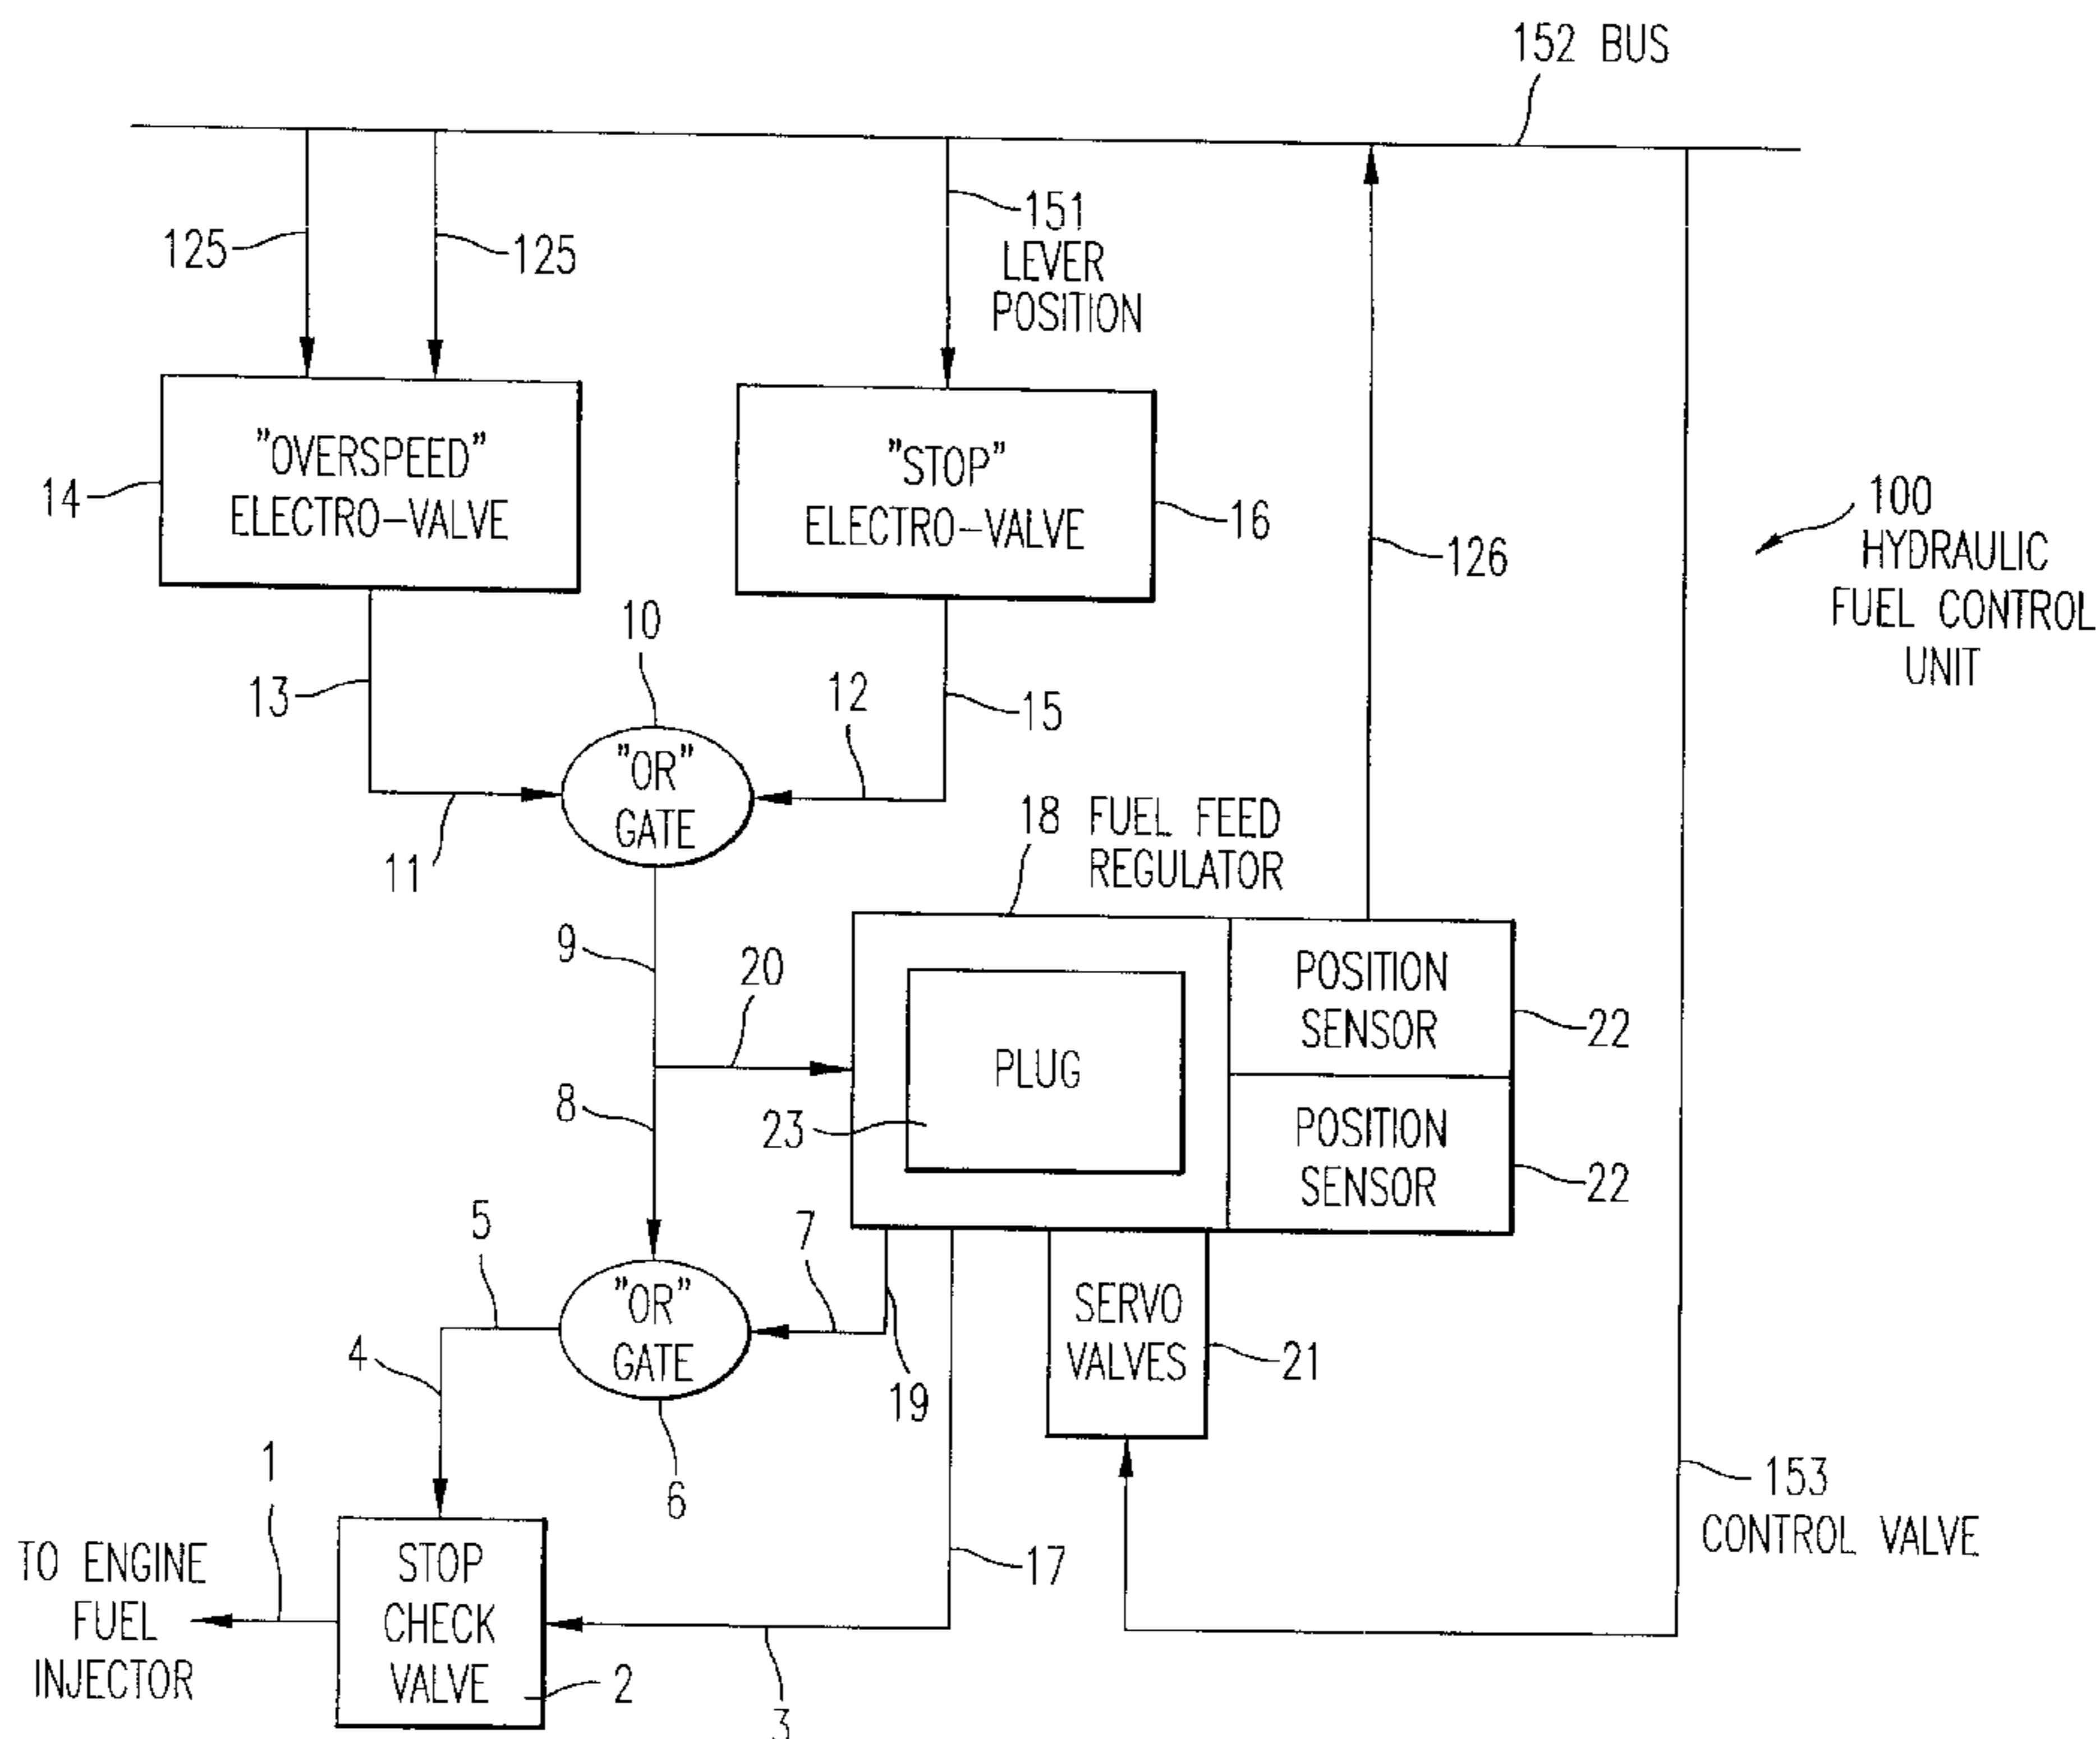 152 BUS
125
125
151
LEVER
POSITION
"OVERSPEED"
ELECTRO-VALVE
14
"STOP"
ELECTRO-VALVE
16
126
100
HYDRAULIC
FUEL CONTROL
UNIT
10
13
12
15
"OR"
GATE
11
18 FUEL FEED
REGULATOR
9
20
POSITION
SENSOR
22
PLUG
8
23
POSITION
SENSOR
22
5
7
"OR"
GATE
SERVO
VALVES
21
4
19
6
1
153
CONTROL VALVE
TO ENGINE
FUEL
INJECTOR
STOP
CHECK
VALVE
2
17
3